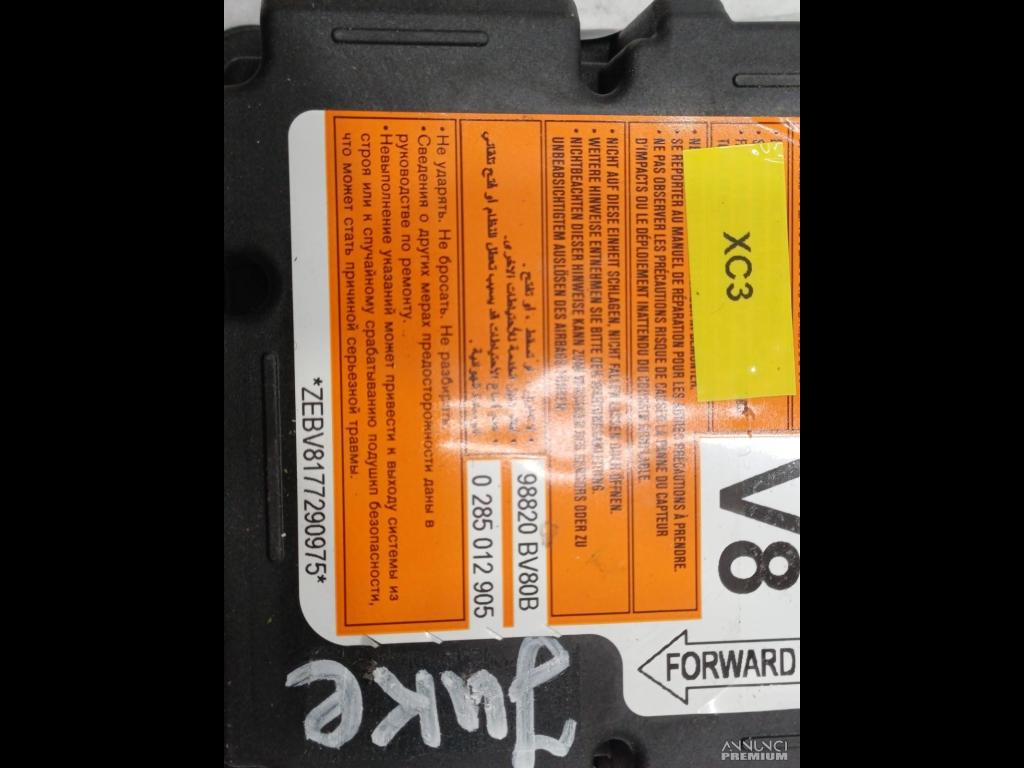 XC3
V8
FORWARD
SE REPORTER AU MANUEL DE RÉPARATION POUR LES AUTRES PRÉCAUTIONS À PRENDRE.
• NE PAS OBSERVER LES PRÉCAUTIONS RISQUE DE CAUSER LA PANNE DU CAPTEUR
D'IMPACTS OU LE DÉPLOIEMENT INATTENDU DU COUSSIN GONFLABLE.
• NICHT AUF DIESE EINHEIT SCHLAGEN, NICHT FALLEN LASSEN ODER ÖFFNEN.
• WEITERE HINWEISE ENTNEHMEN SIE BITTE DER REPARATURANLEITUNG.
• NICHTBEACHTEN DIESER HINWEISE KANN ZUM VERSAGEN DES SENSORS ODER ZU
UNBEABSICHTIGTEM AUSLÖSEN DES AIRBAGS FÜHREN.
98820 BV80B
0 285 012 905
• Не ударять. Не бросать. Не разбирать.
• Сведения о других мерах предосторожности даны в
руководстве по ремонту.
• Невыполнение указаний может привести к выходу системы из
строя или к случайному срабатыванию подушкп безопасности,
что может стать причиной серьезной травмы.
*ZEBV8177290975*
Juke
ANNUNCI
PREMIUM